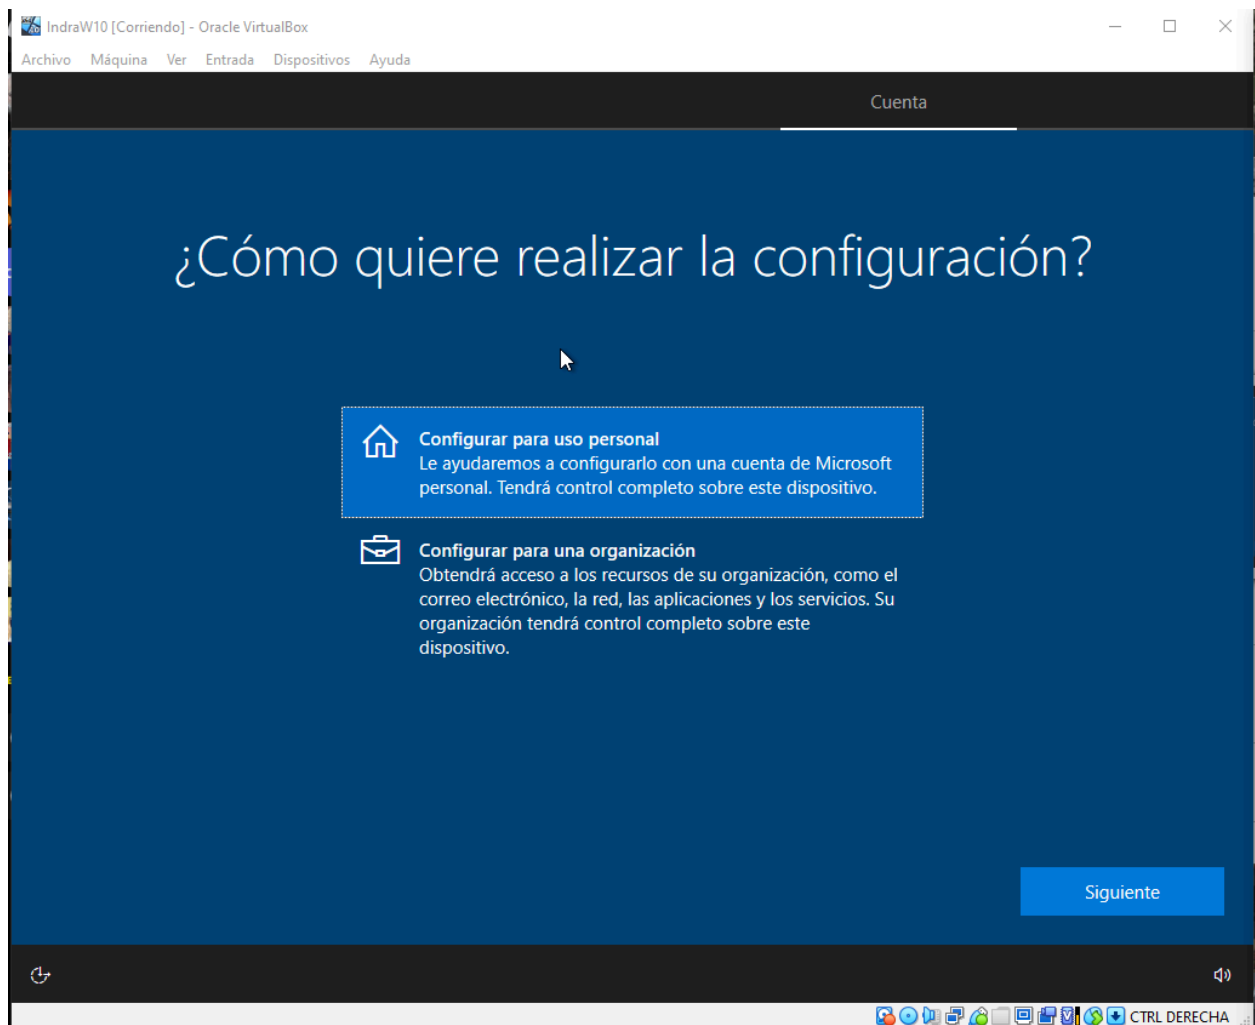 IndraW10 [Corriendo] - Oracle VirtualBox
Archivo Máquina Ver Entrada Dispositivos Ayuda
Cuenta
¿Cómo quiere realizar la configuración?
Configurar para uso personal
Le ayudaremos a configurarlo con una cuenta de Microsoft
personal. Tendrá control completo sobre este dispositivo.
Configurar para una organización
Obtendrá acceso a los recursos de su organización, como el
correo electrónico, la red, las aplicaciones y los servicios. Su
organización tendrá control completo sobre este
dispositivo.
Siguiente
CTRL DERECHA